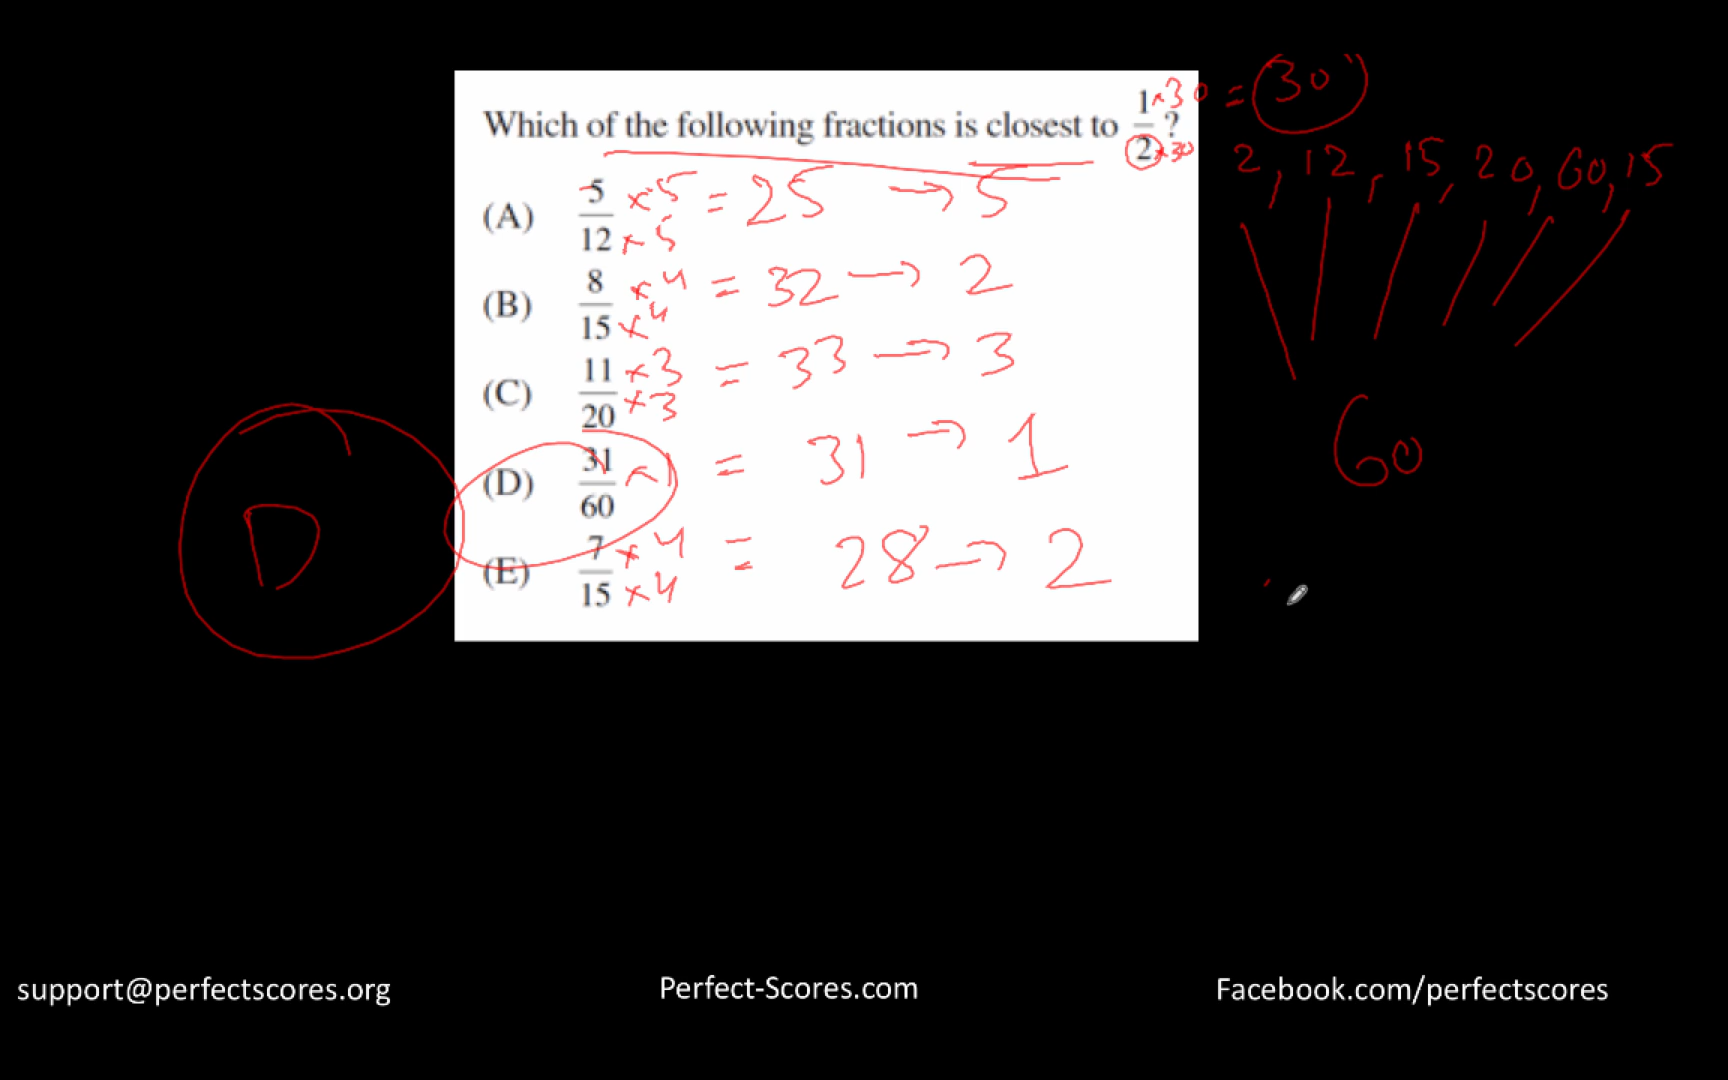 Which of the following fractions is closest to 1/2 ?
×30 = 30
×30
2, 12, 15, 20, 60, 15
60
(A) 5/12
×5 = 25 → 5
×5
(B) 8/15
×4 = 32 → 2
×4
(C) 11/20
×3 = 33 → 3
×3
(D) 31/60
×1 = 31 → 1
(E) 7/15
×4 = 28 → 2
×4
D
support@perfectscores.org
Perfect-Scores.com
Facebook.com/perfectscores